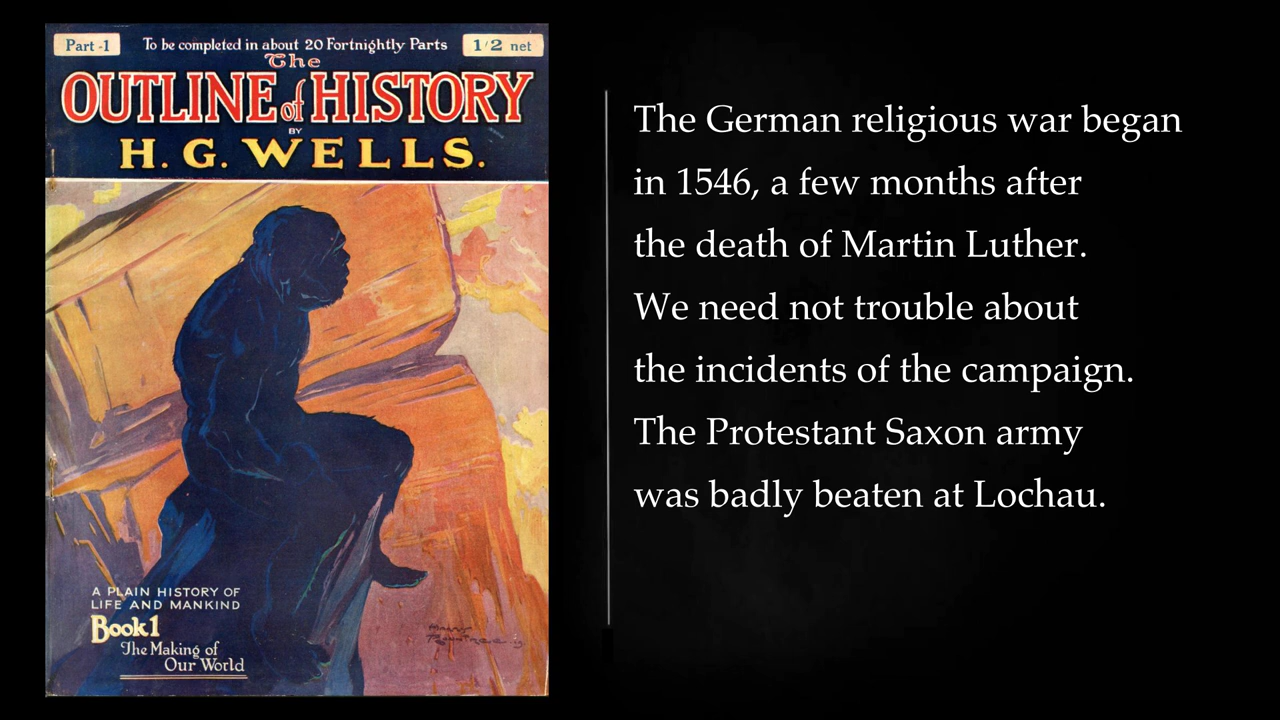 Part -1
To be completed in about 20 Fortnightly Parts
1/2 net
The
OUTLINE of HISTORY
BY
H. G. WELLS.
A PLAIN HISTORY OF
LIFE AND MANKIND
Book 1
The Making of
Our World
The German religious war began
in 1546, a few months after
the death of Martin Luther.
We need not trouble about
the incidents of the campaign.
The Protestant Saxon army
was badly beaten at Lochau.